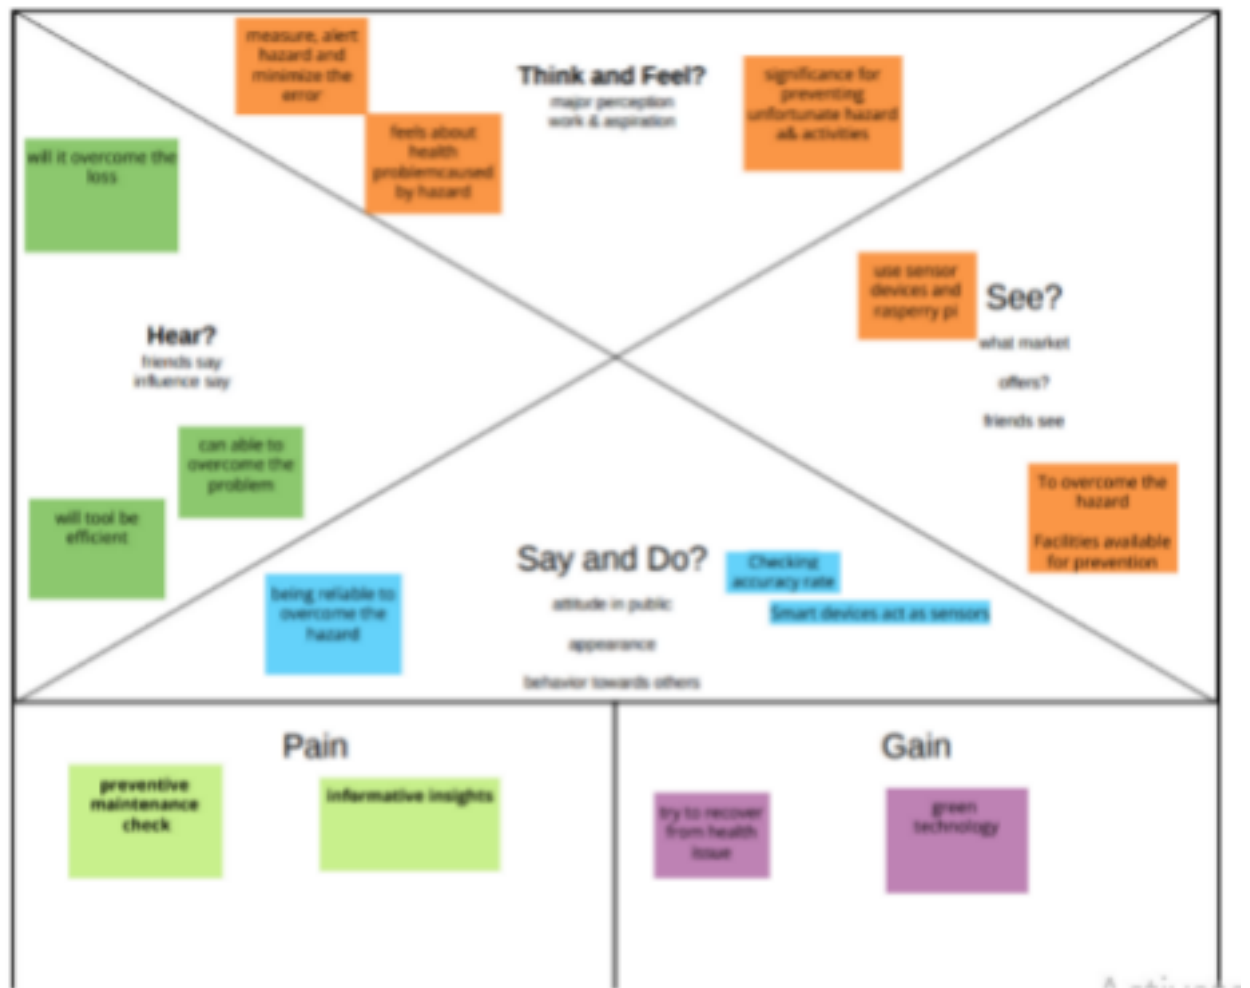 measure, alert
hazard and
minimize the
error
feels about
health
problemcaused
by hazard
Think and Feel?
major perception
work & aspiration
significance for
preventing
unfortunate hazard
a& activities
will it overcome the
loss
Hear?
friends say
influence say
can able to
overcome the
problem
will tool be
efficient
use sensor
devices and
rasperry pi
See?
what market
offers?
friends see
To overcome the
hazard
Facilities available
for prevention
Say and Do?
attitude in public
appearance
behavior towards others
being reliable to
overcome the
hazard
Checking
accuracy rate
Smart devices act as sensors
Pain
preventive
maintenance
check
informative insights
Gain
try to recover
from health
issue
green
technology